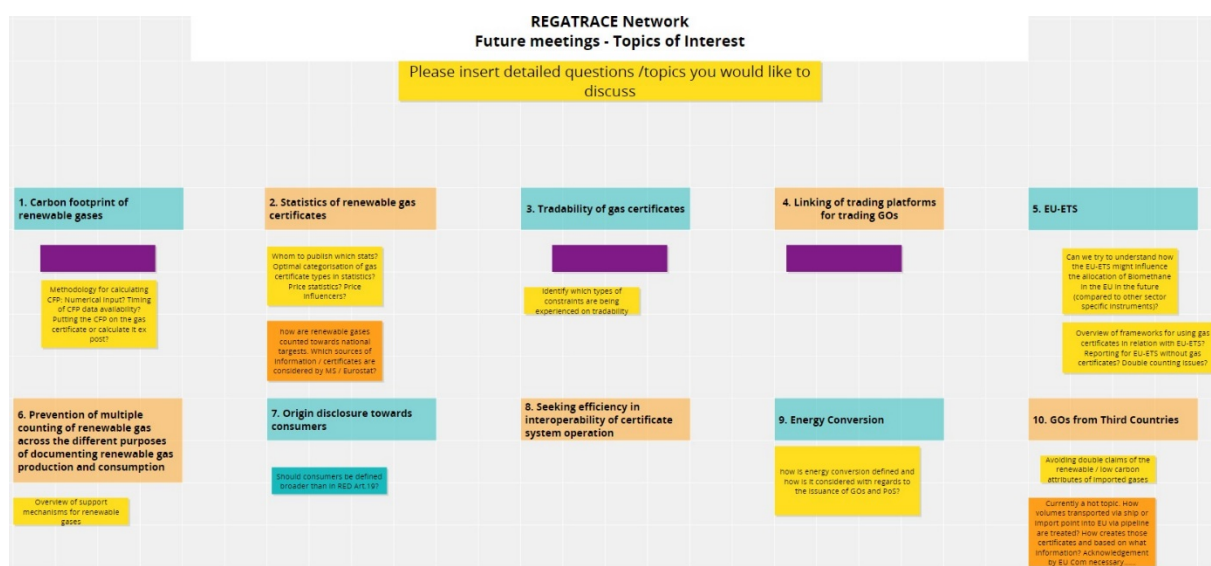 REGATRACE Network
Future meetings - Topics of Interest
Please insert detailed questions /topics you would like to
discuss
1. Carbon footprint of
renewable gases
Methodology for calculating
CFP: Numerical input? Timing
of CFP data availability?
Putting the CFP on the gas
certificate or calculate it ex
post?
2. Statistics of renewable gas
certificates
Whom to publish which stats?
Optimal categorisation of gas
certificate types in statistics?
Price statistics? Price
influencers?
how are renewable gases
counted towards national
targests. Which sources of
information / certificates are
considered by MS / Eurostat?
3. Tradability of gas certificates
Identify which types of
constraints are being
experienced on tradability
4. Linking of trading platforms
for trading GOs
5. EU-ETS
Can we try to understand how
the EU-ETS might influence
the allocation of Biomethane
in the EU in the future
(compared to other sector
specific instruments)?
Overview of frameworks for using gas
certificates in relation with EU-ETS?
Reporting for EU-ETS without gas
certificates? Double counting issues?
6. Prevention of multiple
counting of renewable gas
across the different purposes
of documenting renewable gas
production and consumption
Overview of support
mechanisms for renewable
gases
7. Origin disclosure towards
consumers
Should consumers be defined
broader than in RED Art.19?
8. Seeking efficiency in
interoperability of certificate
system operation
9. Energy Conversion
how is energy conversion defined and
how is it considered with regards to
the issuance of GOs and PoS?
10. GOs from Third Countries
Avoiding double claims of the
renewable / low carbon
attributes of imported gases
Currently a hot topic. How
volumes transported via ship or
import point into EU via pipeline
are treated? How creates those
certificates and based on what
information? Acknowledgement
by EU Com necessary......